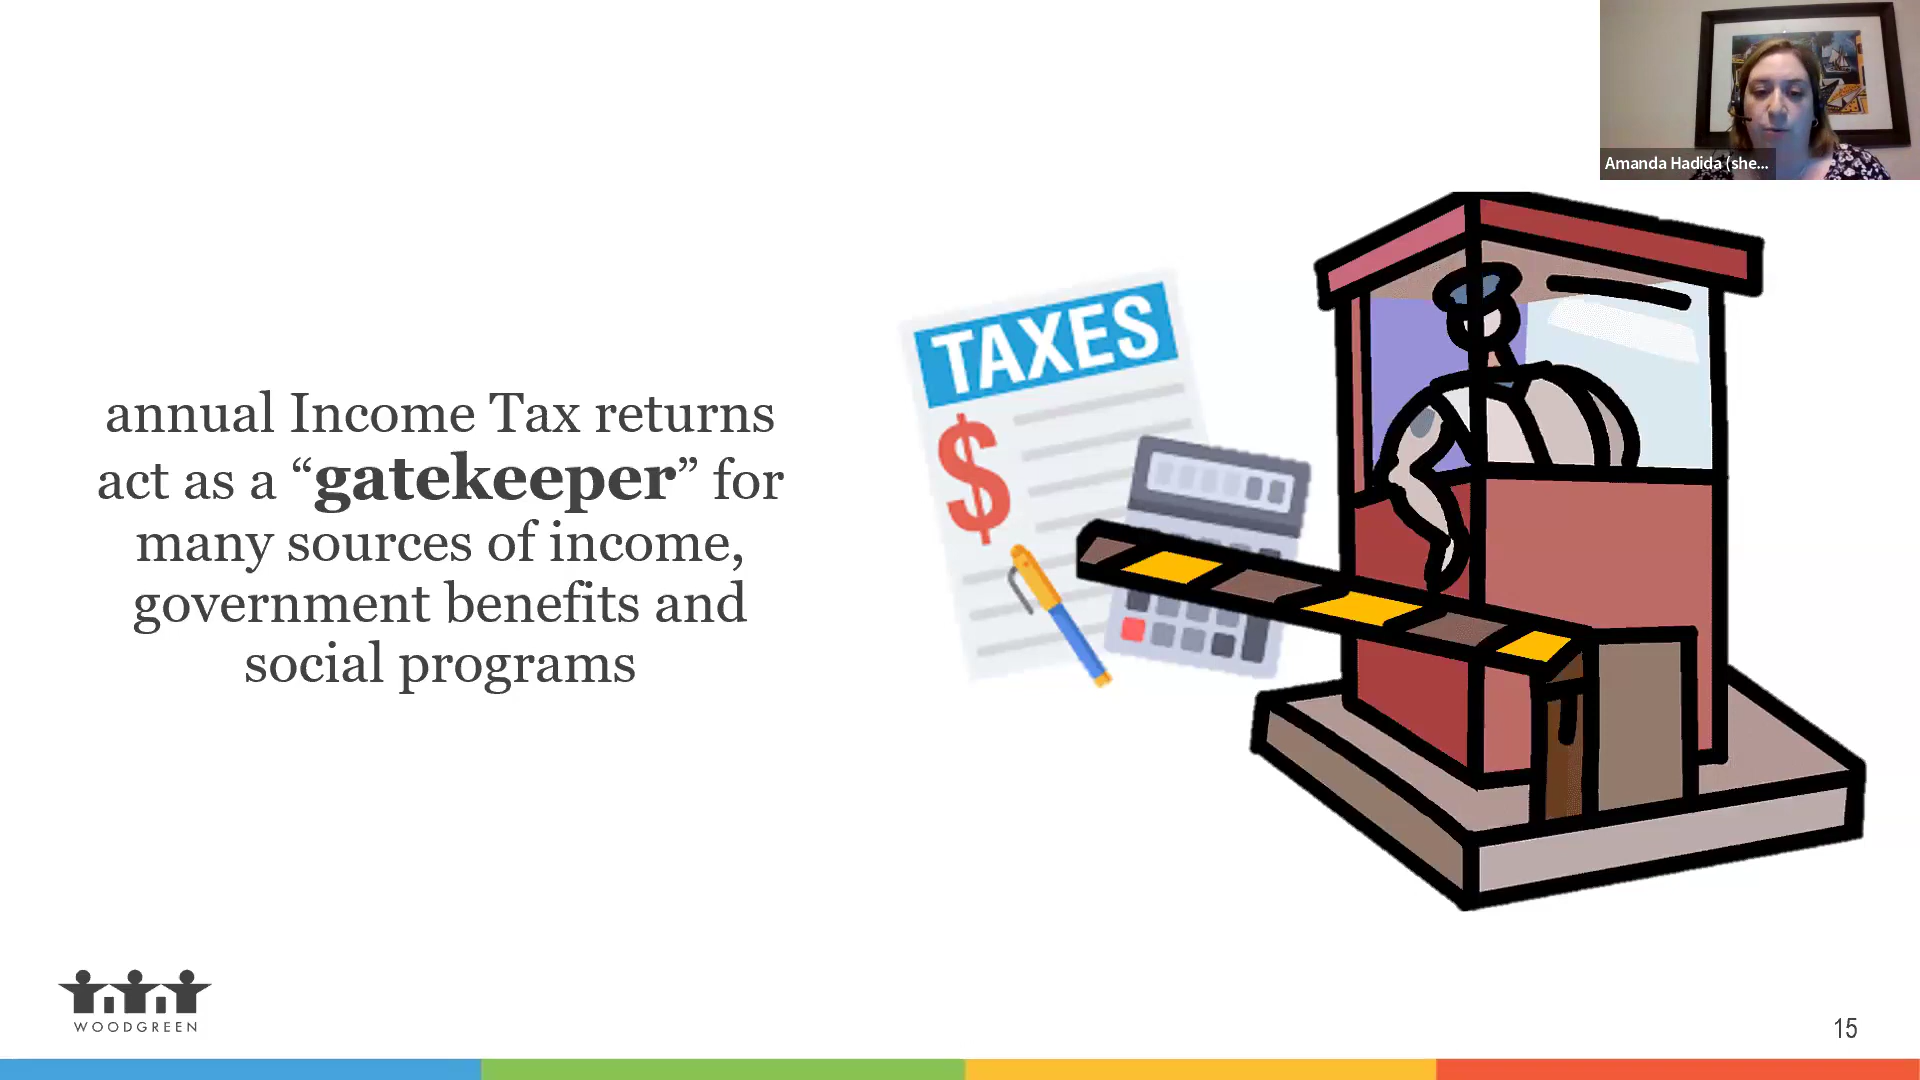 Amanda Hadida (she...
TAXES
$
annual Income Tax returns
act as a “gatekeeper” for
many sources of income,
government benefits and
social programs
WOODGREEN
15